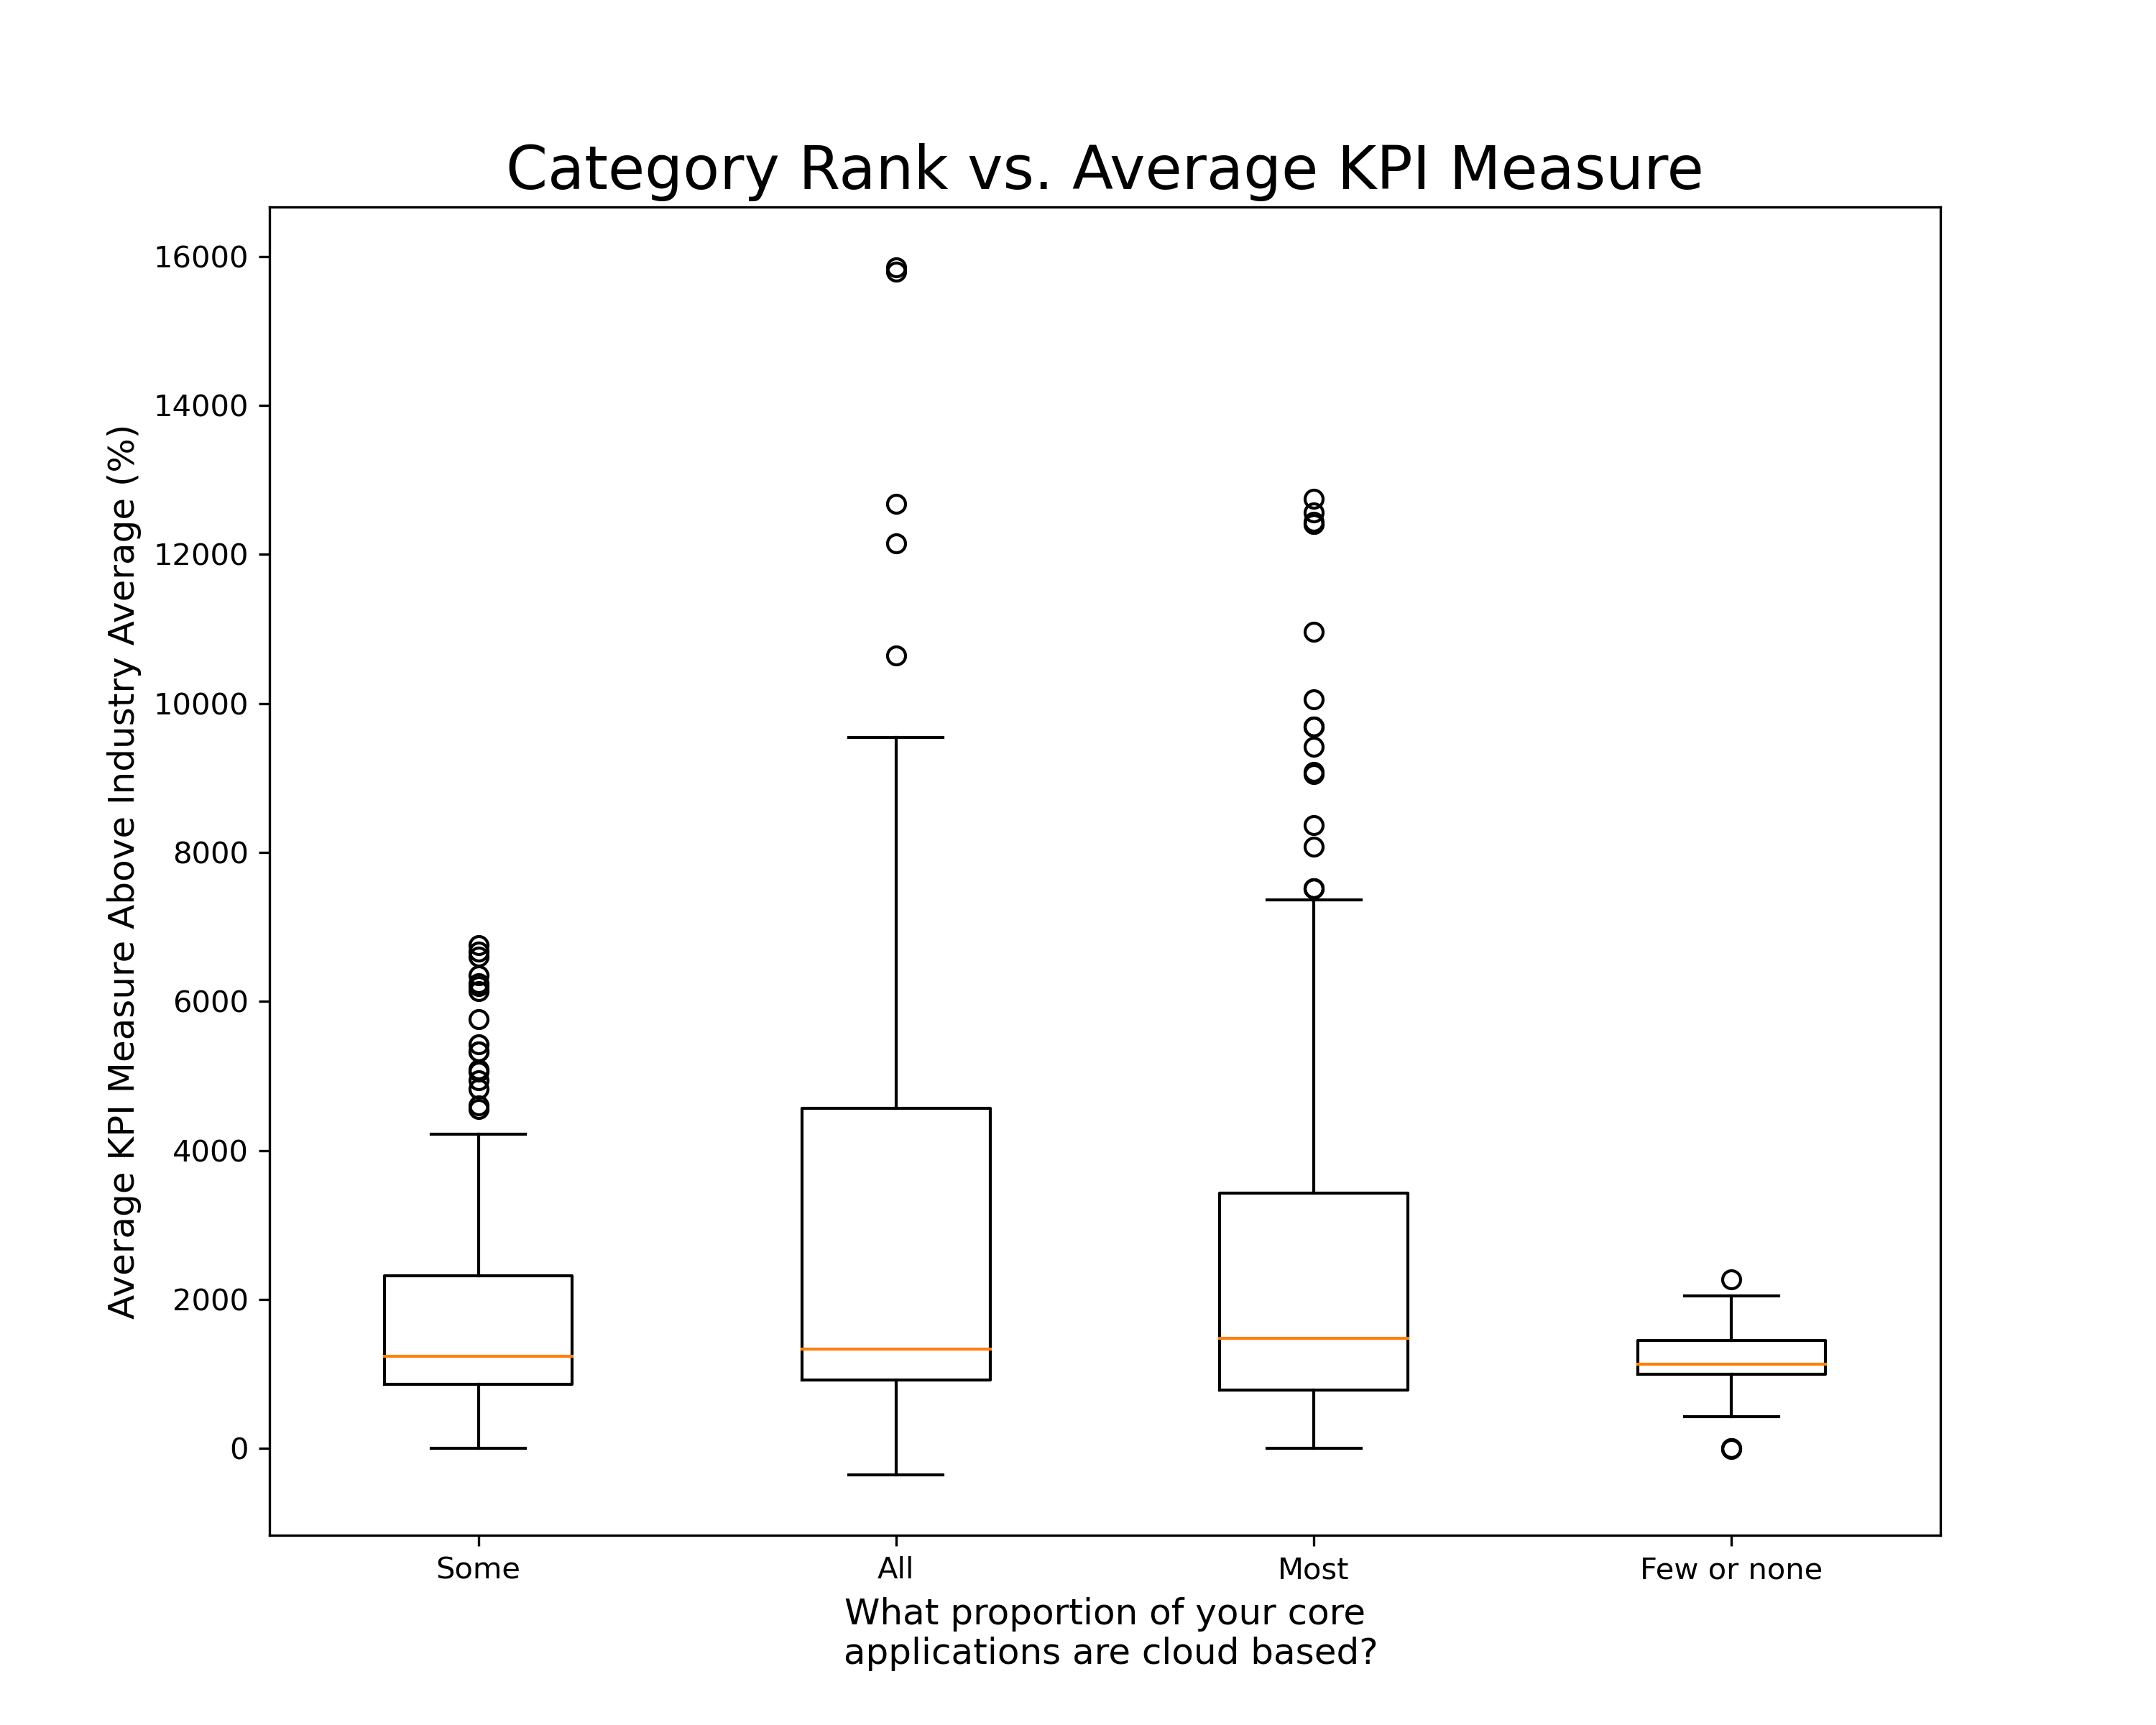 Category Rank vs. Average KPI Measure
Average KPI Measure Above Industry Average (%)
16000
14000
12000
10000
8000
6000
4000
2000
0
Some All Most Few or none
What proportion of your core
applications are cloud based?